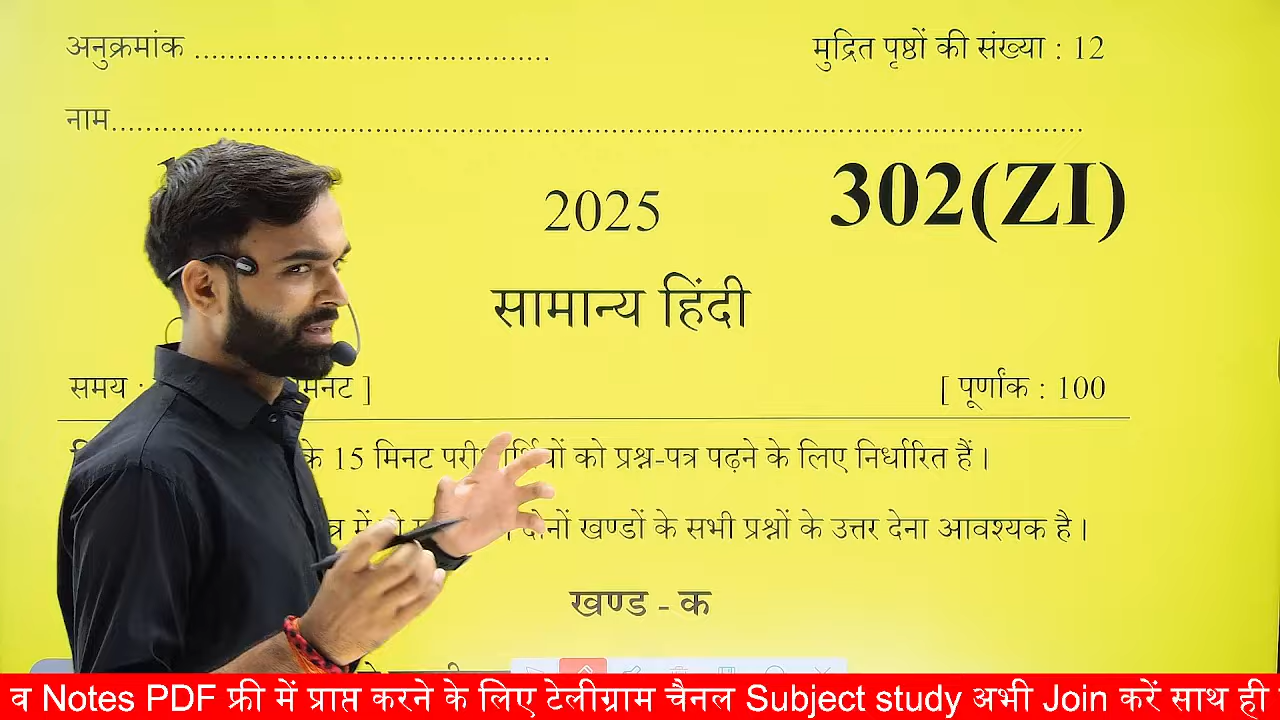 अनुक्रमांक ....................................... मुद्रित पृष्ठों की संख्या : 12
नाम....................................................................................................................
2025 302(ZI)
सामान्य हिंदी
समय : मिनट ] [ पूर्णांक : 100
के 15 मिनट परीक्षार्थियों को प्रश्न-पत्र पढ़ने के लिए निर्धारित हैं।
दोनों खण्डों के सभी प्रश्नों के उत्तर देना आवश्यक है।
खण्ड - क
व Notes PDF फ्री में प्राप्त करने के लिए टेलीग्राम चैनल Subject study अभी Join करें साथ ही